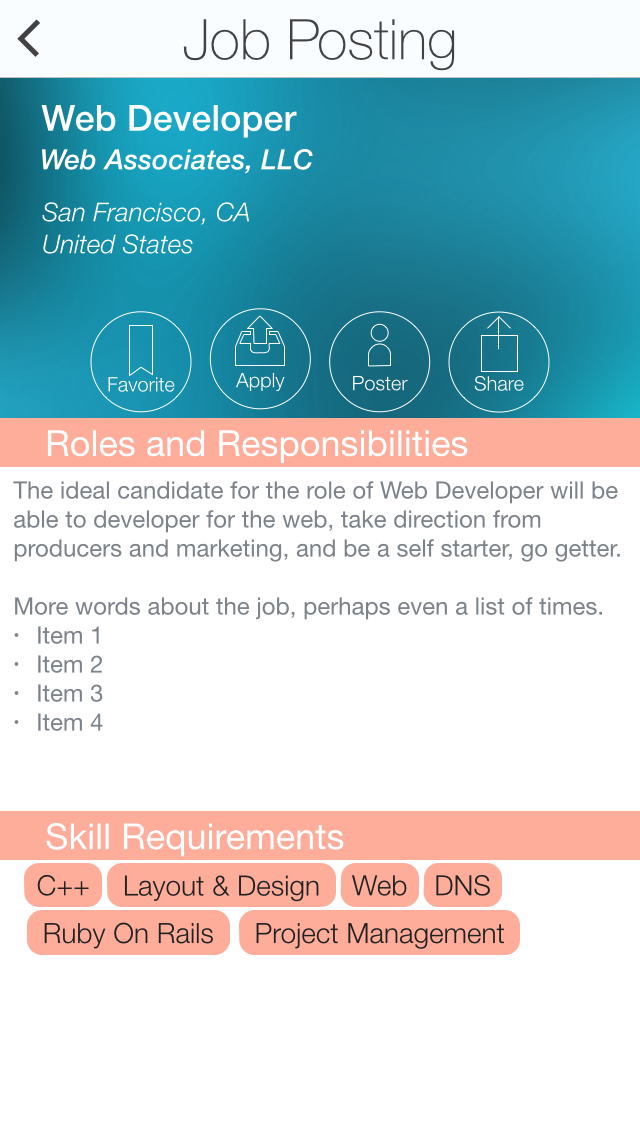 Job Posting
Web Developer
Web Associates, LLC
San Francisco, CA
United States
Favorite Apply Poster Share
Roles and Responsibilities
The ideal candidate for the role of Web Developer will be
able to developer for the web, take direction from
producers and marketing, and be a self starter, go getter.
More words about the job, perhaps even a list of times.
• Item 1
• Item 2
• Item 3
• Item 4
Skill Requirements
C++ Layout & Design Web DNS
Ruby On Rails Project Management